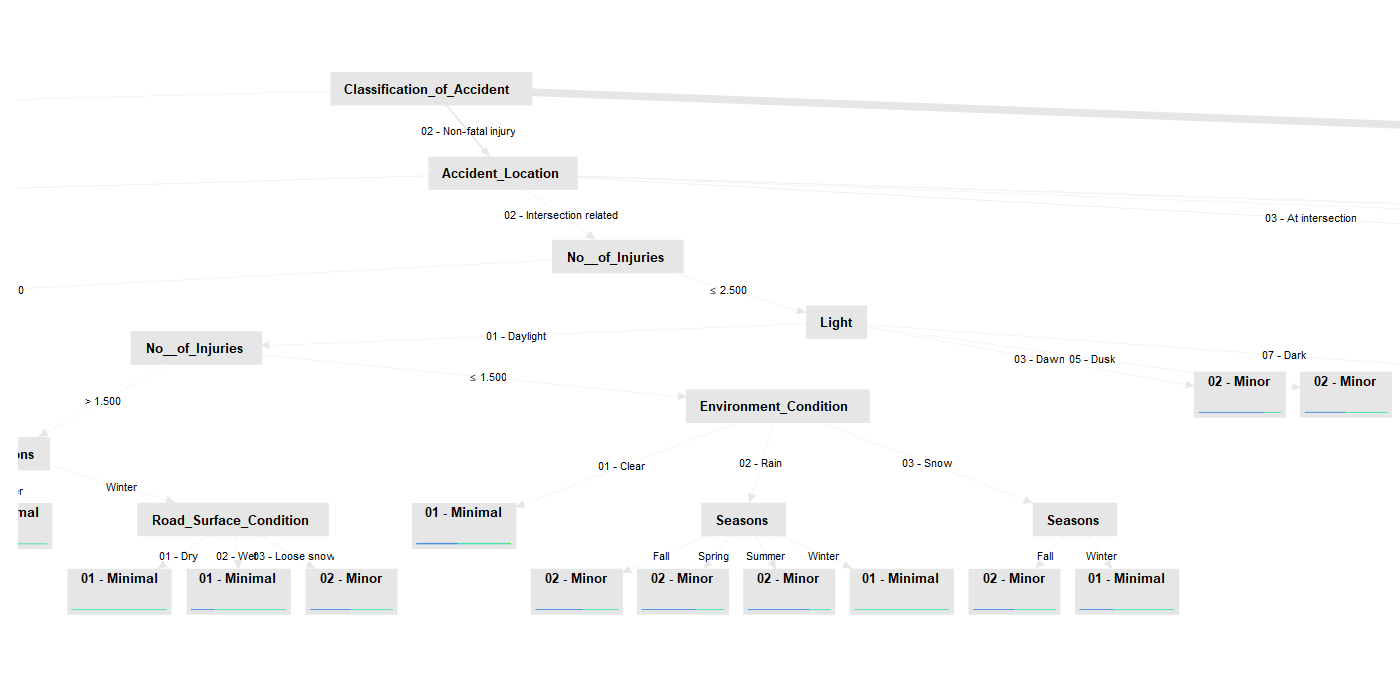 Classification_of_Accident
02 - Non-fatal injury
Accident_Location
02 - Intersection related
03 - At intersection
No__of_Injuries
0
≤ 2.500
Light
01 - Daylight
No__of_Injuries
03 - Dawn
05 - Dusk
07 - Dark
≤ 1.500
02 - Minor
02 - Minor
> 1.500
Environment_Condition
ons
01 - Clear
02 - Rain
03 - Snow
Winter
mal
01 - Minimal
Road_Surface_Condition
Seasons
Seasons
01 - Dry
02 - Wet
03 - Loose snow
Fall
Spring
Summer
Winter
Fall
Winter
01 - Minimal
01 - Minimal
02 - Minor
02 - Minor
02 - Minor
02 - Minor
01 - Minimal
02 - Minor
01 - Minimal